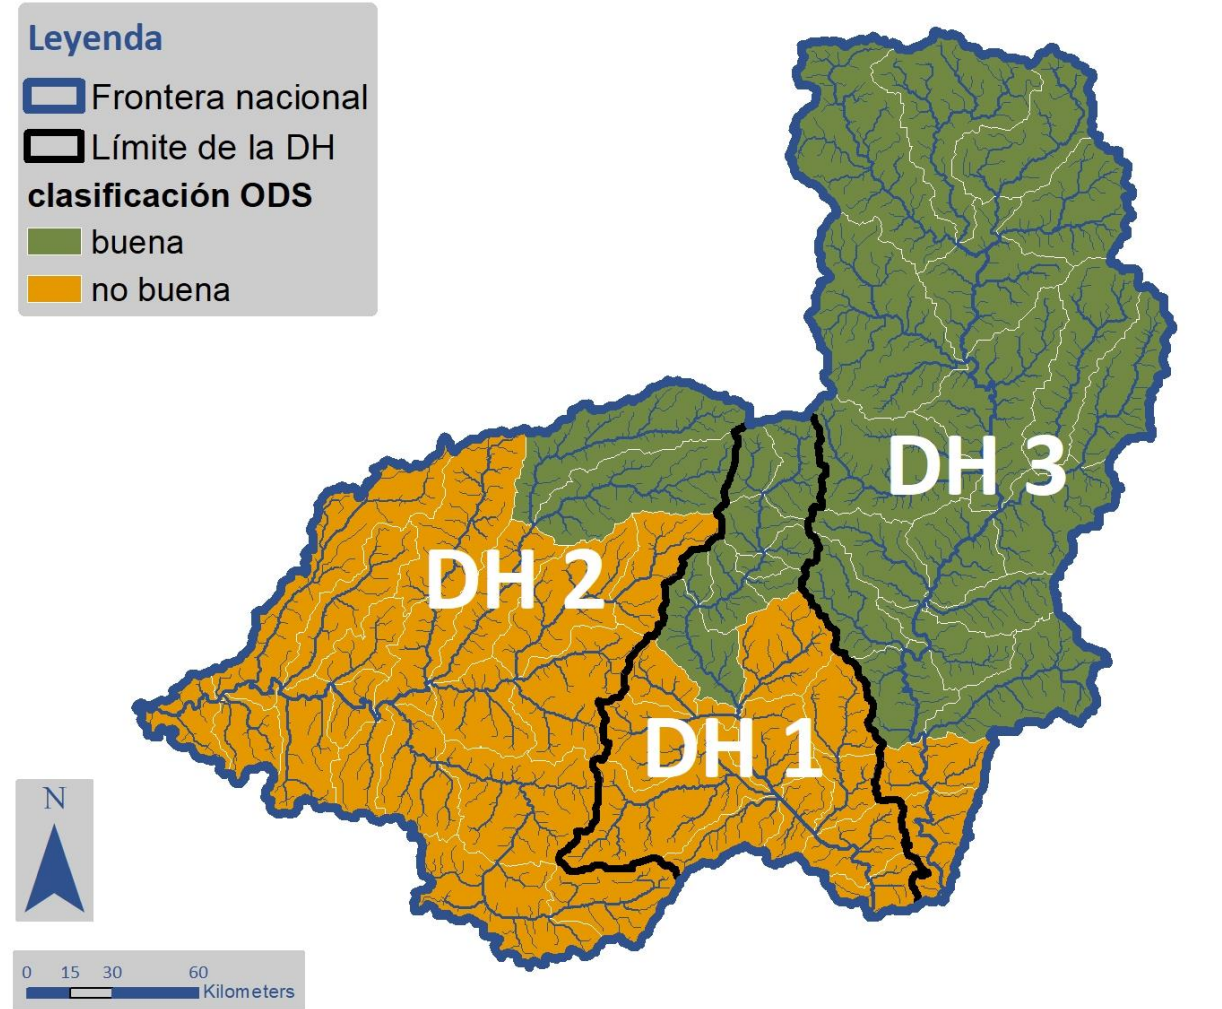 Leyenda
Frontera nacional
Límite de la DH
clasificación ODS
buena
no buena
DH 3
DH 2
DH 1
N
0 15 30 60
Kilometers